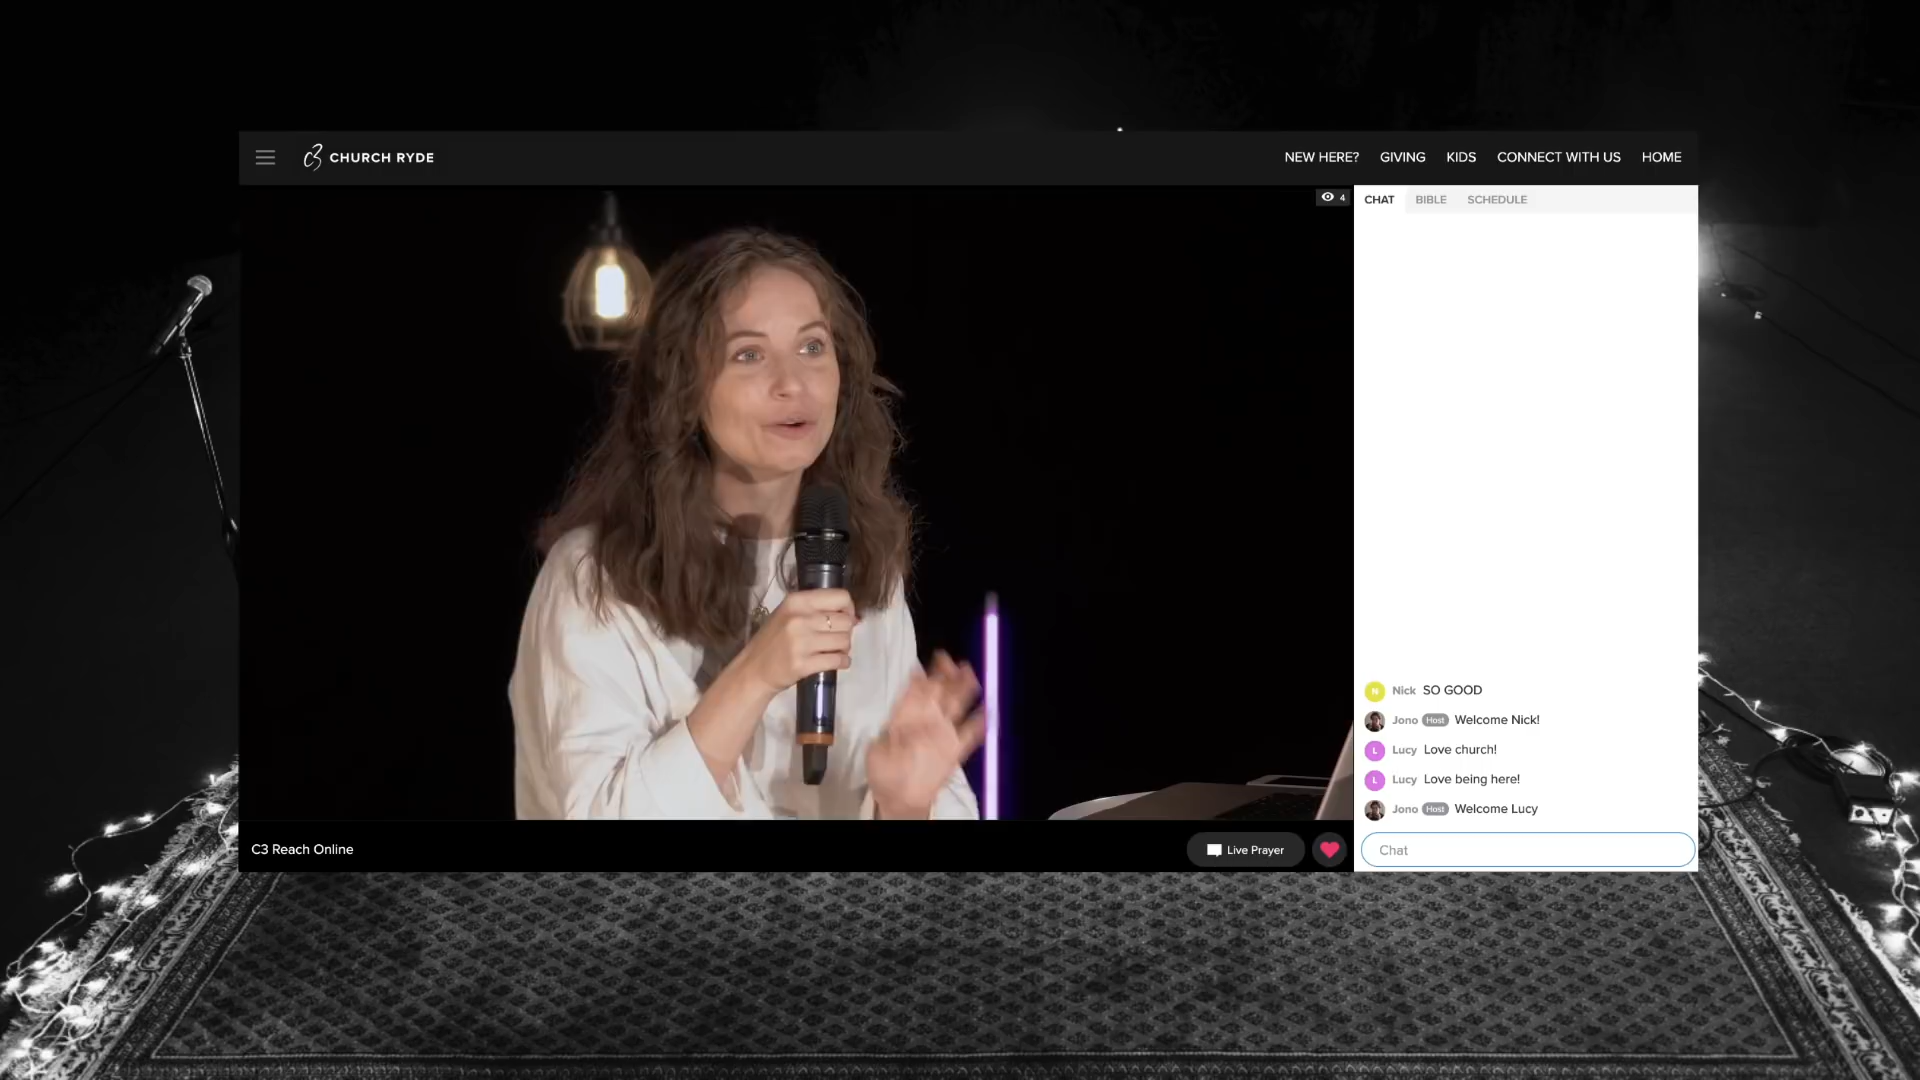 C3 CHURCH RYDE
NEW HERE? GIVING KIDS CONNECT WITH US HOME
4
CHAT BIBLE SCHEDULE
N Nick SO GOOD
Jono Host Welcome Nick!
L Lucy Love church!
L Lucy Love being here!
Jono Host Welcome Lucy
C3 Reach Online
Live Prayer
Chat